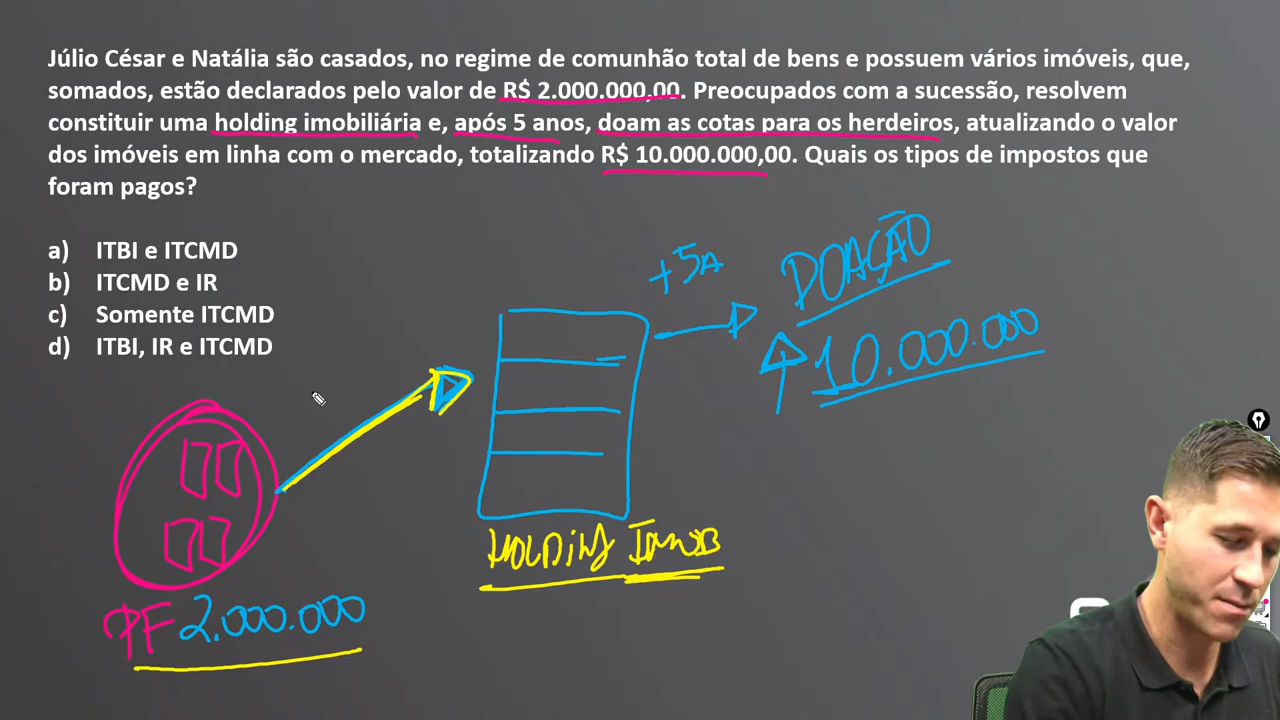 Júlio César e Natália são casados, no regime de comunhão total de bens e possuem vários imóveis, que,
somados, estão declarados pelo valor de R$ 2.000.000,00. Preocupados com a sucessão, resolvem
constituir uma holding imobiliária e, após 5 anos, doam as cotas para os herdeiros, atualizando o valor
dos imóveis em linha com o mercado, totalizando R$ 10.000.000,00. Quais os tipos de impostos que
foram pagos?
a) ITBI e ITCMD
b) ITCMD e IR
c) Somente ITCMD
d) ITBI, IR e ITCMD
+5A
DOAÇÃO
10.000.000
HOLDING IMOB
PF 2.000.000